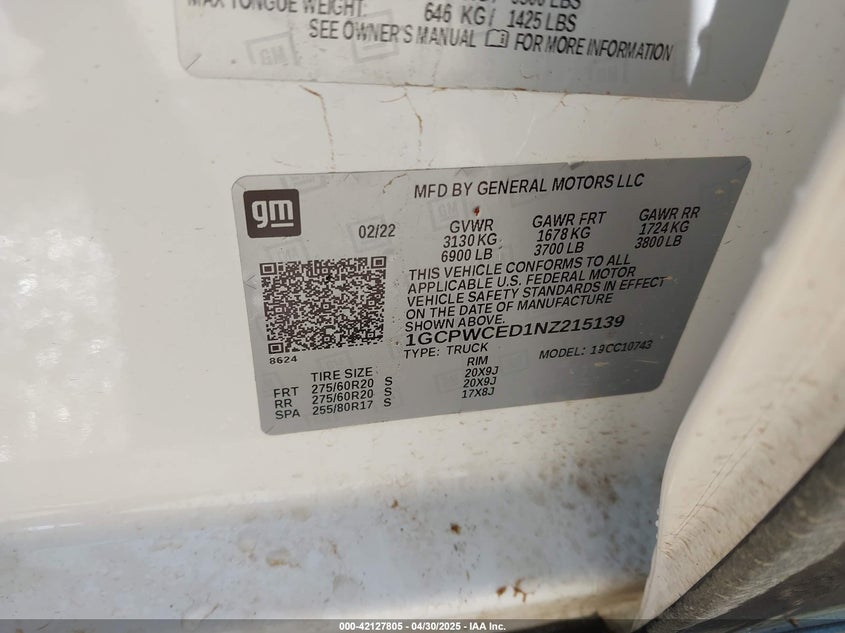 MAX TONGUE WEIGHT:
646 KG/ 1425 LBS
SEE OWNER'S MANUAL FOR MORE INFORMATION
gm
MFD BY GENERAL MOTORS LLC
02/22
GVWR GAWR FRT GAWR RR
3130 KG 1678 KG 1724 KG
6900 LB 3700 LB 3800 LB
THIS VEHICLE CONFORMS TO ALL
APPLICABLE U.S. FEDERAL MOTOR
VEHICLE SAFETY STANDARDS IN EFFECT
ON THE DATE OF MANUFACTURE
SHOWN ABOVE.
1GCPWCED1NZ215139
TYPE: TRUCK MODEL: 19CC10743
8624
TIRE SIZE RIM
FRT 275/60R20 S 20X9J
RR 275/60R20 S 20X9J
SPA 255/80R17 S 17X8J
000-42127805 - 04/30/2025 - IAA Inc.